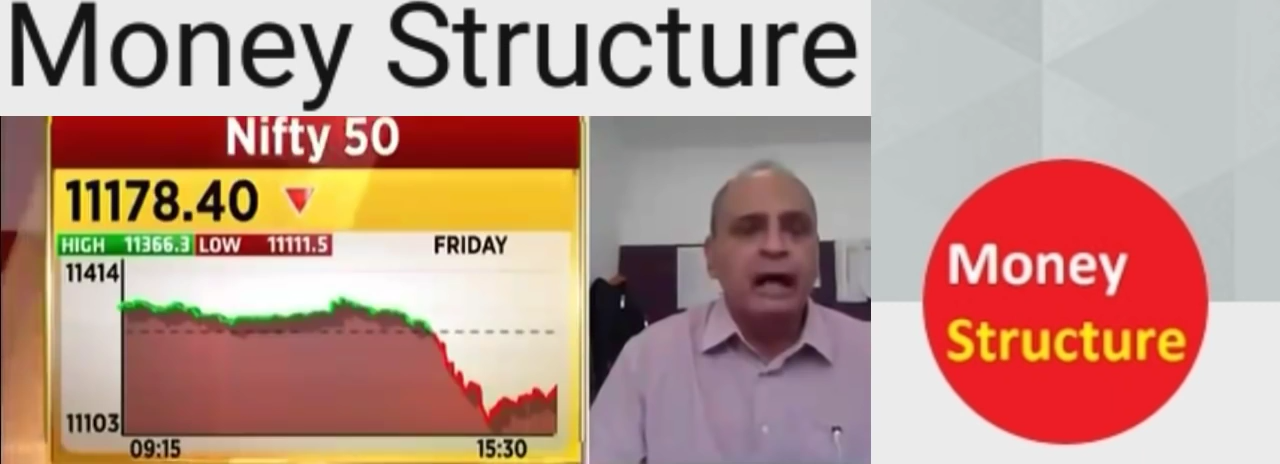 Money Structure
Nifty 50
11178.40
HIGH 11366.3 LOW 11111.5 FRIDAY
11414
11103
09:15 15:30
Money
Structure